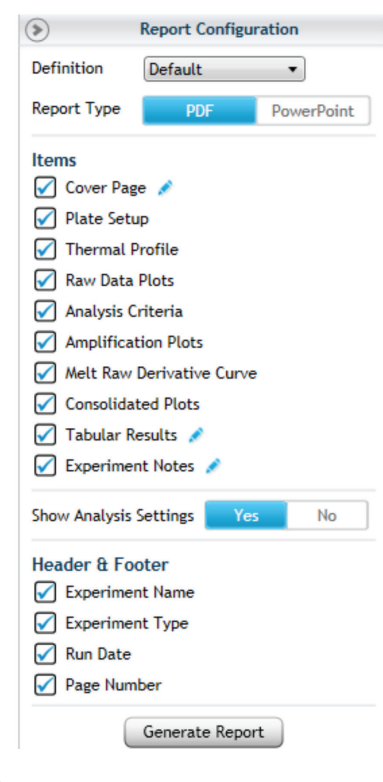 Report Configuration
Definition Default
Report Type PDF PowerPoint
Items
Cover Page
Plate Setup
Thermal Profile
Raw Data Plots
Analysis Criteria
Amplification Plots
Melt Raw Derivative Curve
Consolidated Plots
Tabular Results
Experiment Notes
Show Analysis Settings Yes No
Header & Footer
Experiment Name
Experiment Type
Run Date
Page Number
Generate Report